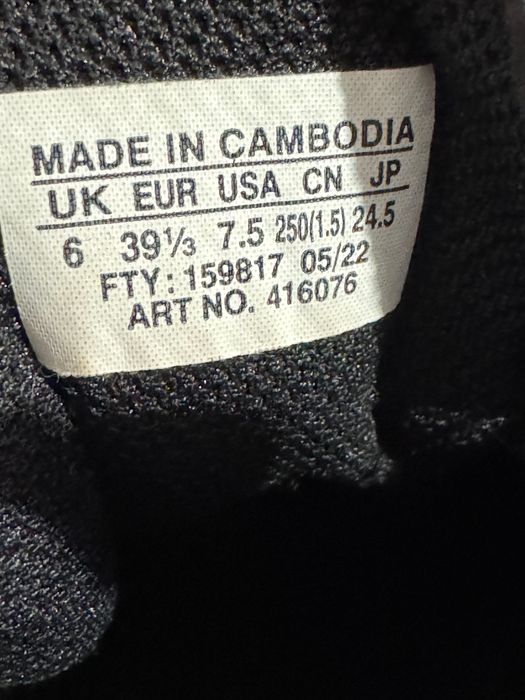 MADE IN CAMBODIA
UK EUR USA CN JP
6 39⅓ 7.5 250(1.5) 24.5
FTY: 159817 05/22
ART NO. 416076